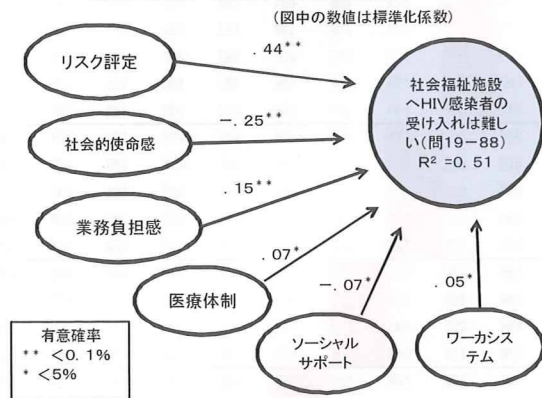 (図中の数値は標準化係数)
リスク評定
.44**
社会福祉施設
へHIV感染者の
受け入れは難し
い(問19-88)
R² =0.51
社会的使命感
-.25**
業務負担感
.15**
医療体制
.07*
ソーシャル
サポート
-.07*
ワーカシス
テム
.05*
有意確率
** <0.1%
* <5%